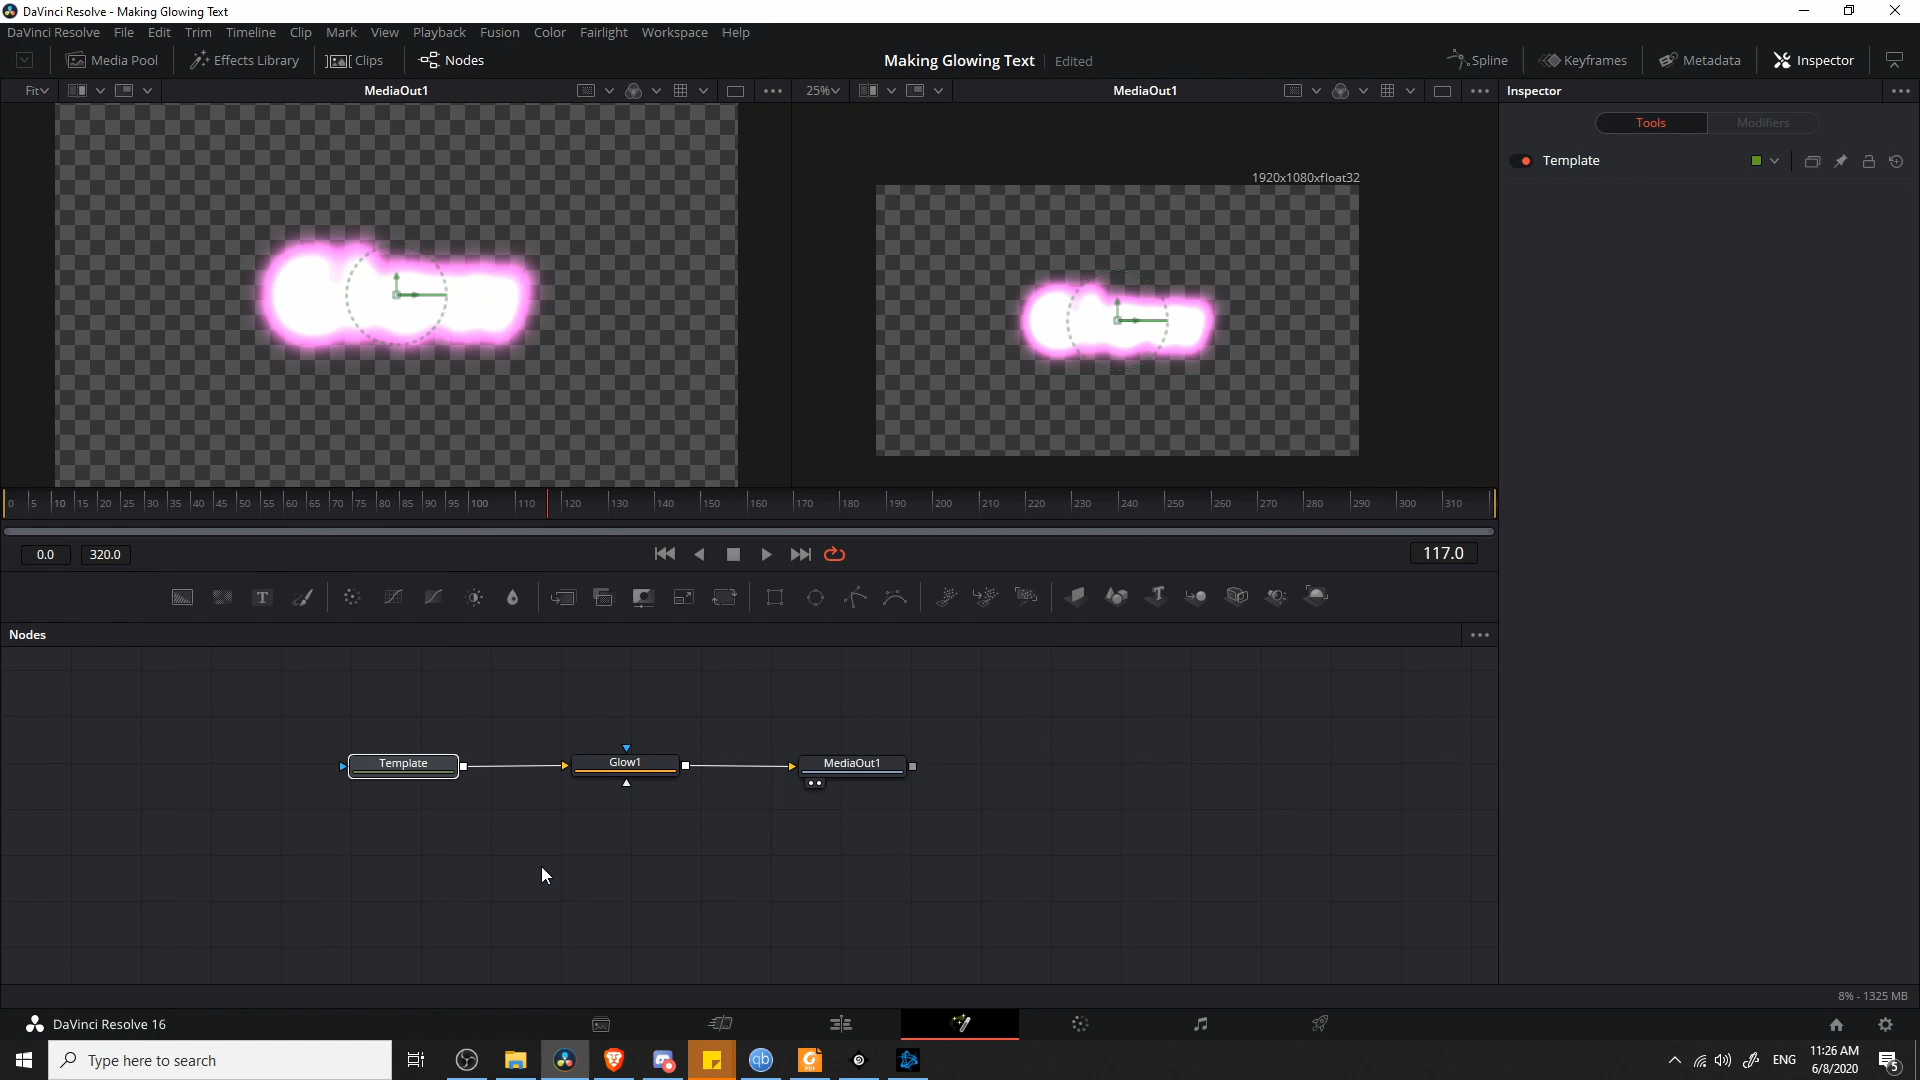 DaVinci Resolve - Making Glowing Text
DaVinci Resolve File Edit Trim Timeline Clip Mark View Playback Fusion Color Fairlight Workspace Help
Media Pool Effects Library Clips Nodes Making Glowing Text Edited Spline Keyframes Metadata Inspector
Fit MediaOut1 25% MediaOut1 Inspector
Tools Modifiers
Template
1920x1080xfloat32
0 5 10 15 20 25 30 35 40 45 50 55 60 65 70 75 80 85 90 95 100 110 120 130 140 150 160 170 180 190 200 210 220 230 240 250 260 270 280 290 300 310
0.0 320.0 117.0
Nodes
Template Glow1 MediaOut1
8% - 1325 MB
DaVinci Resolve 16
Type here to search
qb
PDF
ENG
11:26 AM
6/8/2020
5